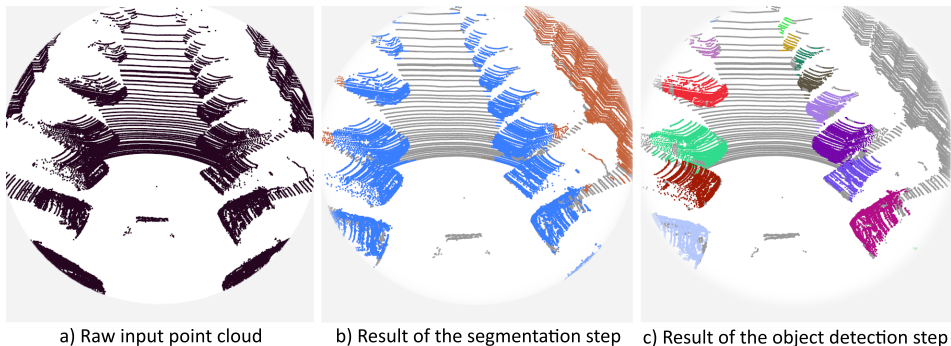 a) Raw input point cloud
b) Result of the segmentation step
c) Result of the object detection step